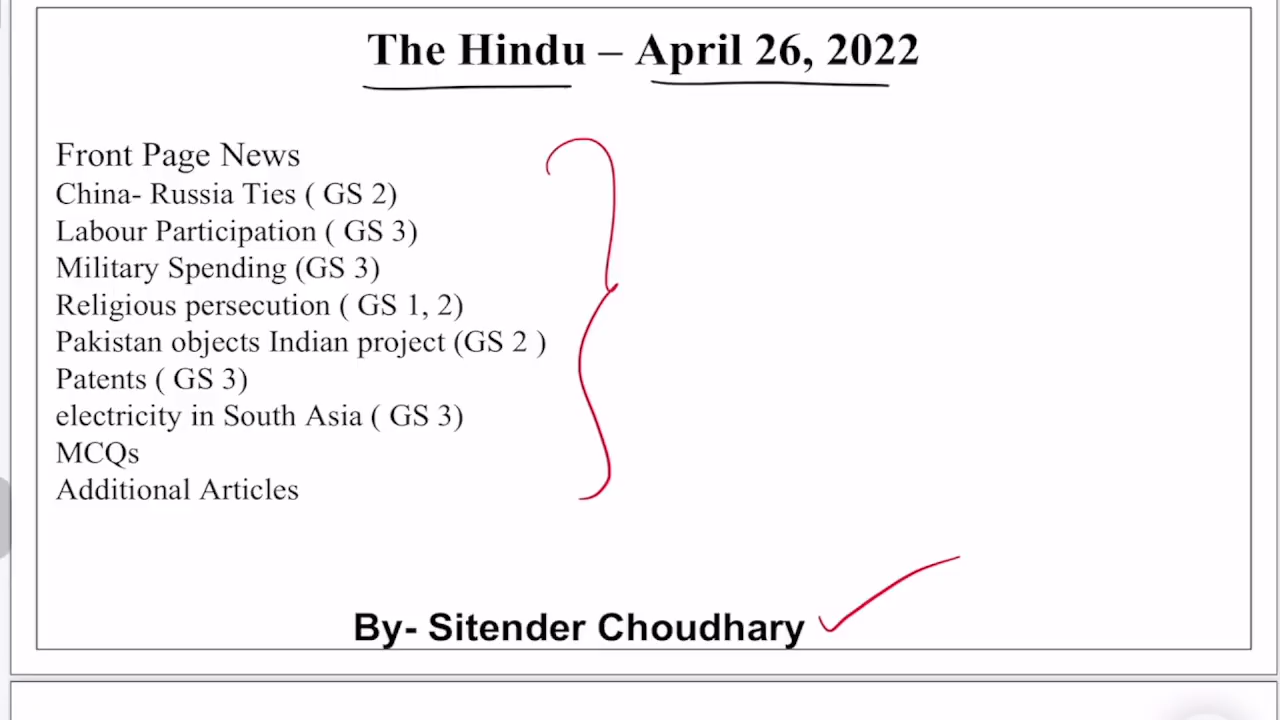 The Hindu – April 26, 2022
Front Page News
China- Russia Ties ( GS 2)
Labour Participation ( GS 3)
Military Spending (GS 3)
Religious persecution ( GS 1, 2)
Pakistan objects Indian project (GS 2 )
Patents ( GS 3)
electricity in South Asia ( GS 3)
MCQs
Additional Articles
By- Sitender Choudhary